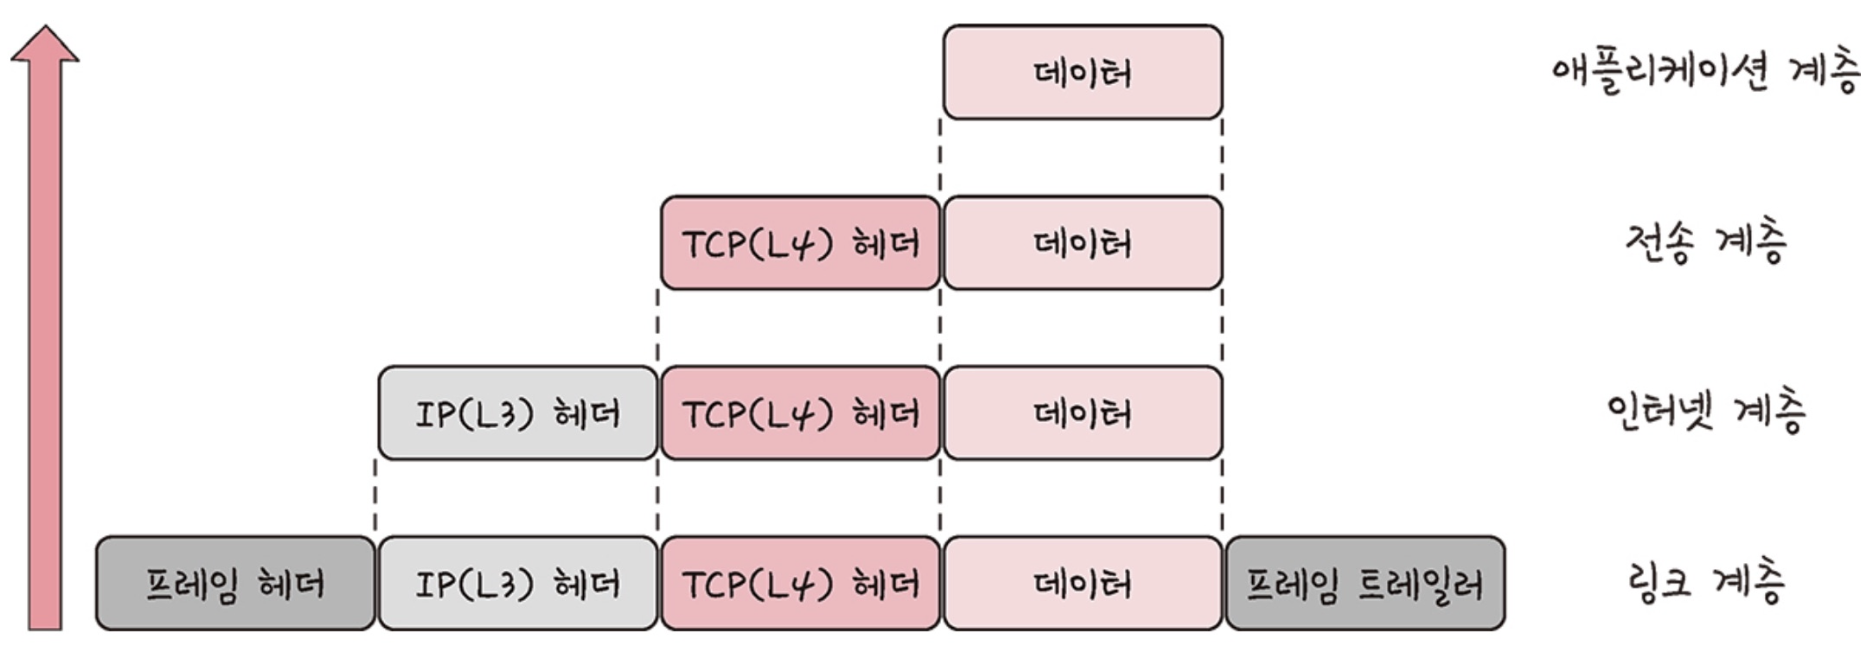 데이터 애플리케이션 계층
TCP(L4) 헤더 데이터 전송 계층
IP(L3) 헤더 TCP(L4) 헤더 데이터 인터넷 계층
프레임 헤더 IP(L3) 헤더 TCP(L4) 헤더 데이터 프레임 트레일러 링크 계층